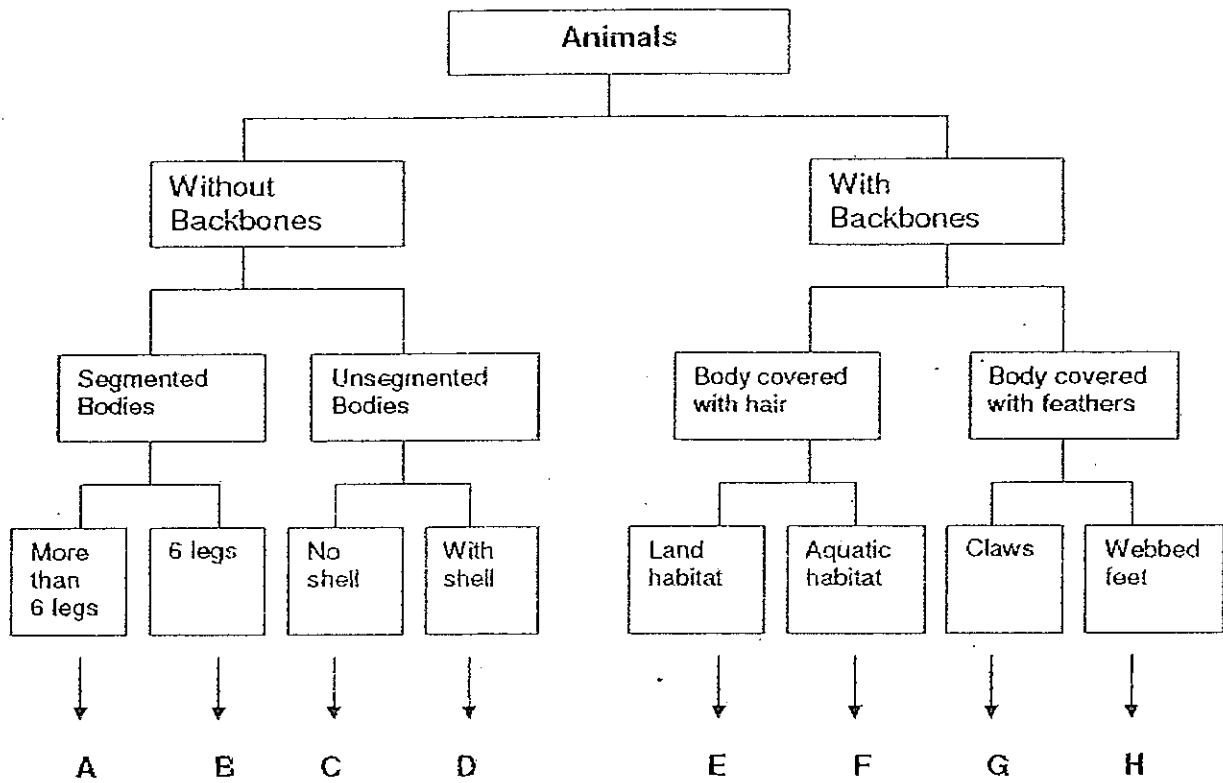 Animals
Without
Backbones
With
Backbones
Segmented
Bodies
Unsegmented
Bodies
Body covered
with hair
Body covered
with feathers
More
than
6 legs
6 legs
No
shell
With
shell
Land
habitat
Aquatic
habitat
Claws
Webbed
feet
A
B
C
D
E
F
G
H